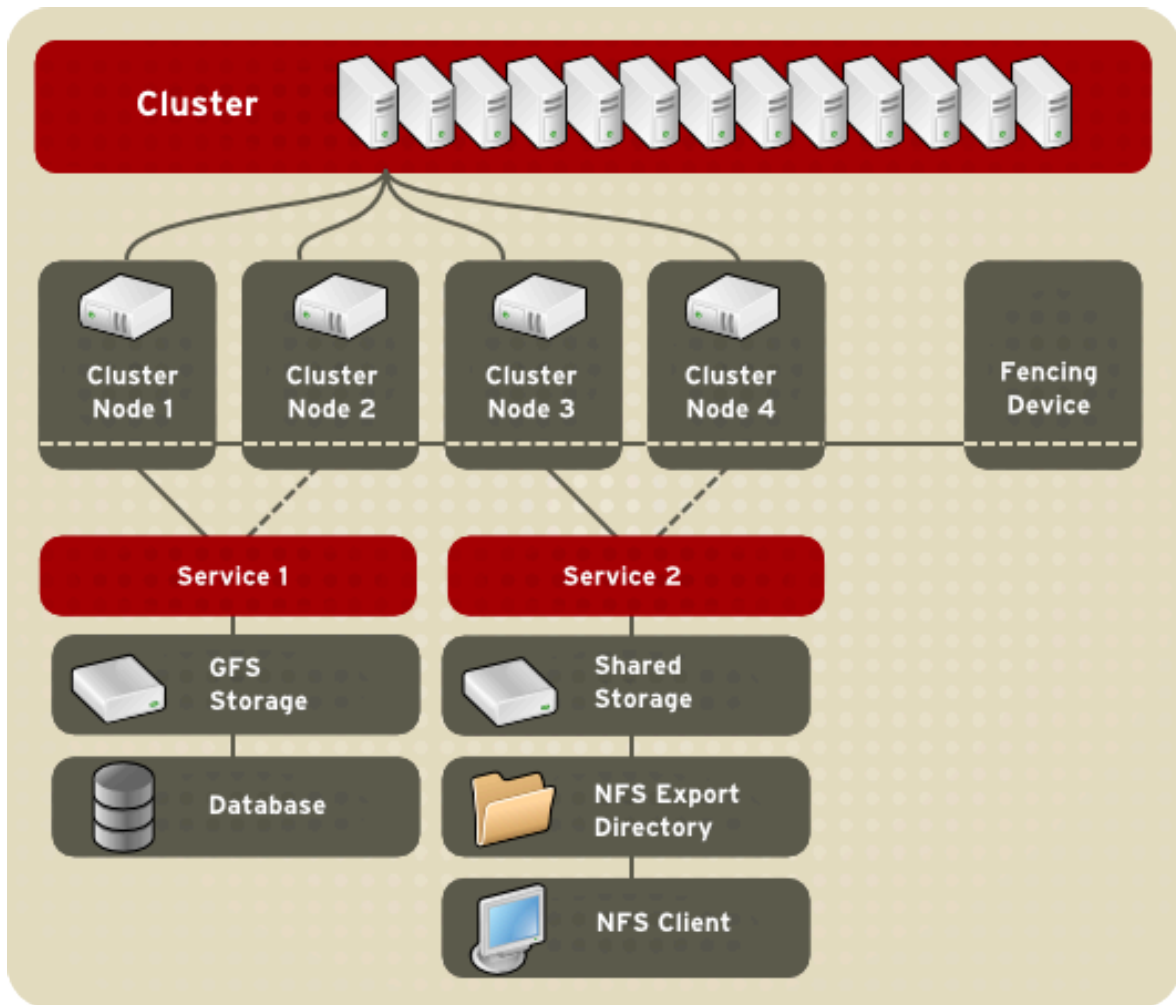 Cluster
Cluster
Node 1
Cluster
Node 2
Cluster
Node 3
Cluster
Node 4
Fencing
Device
Service 1
Service 2
GFS
Storage
Shared
Storage
Database
NFS Export
Directory
NFS Client